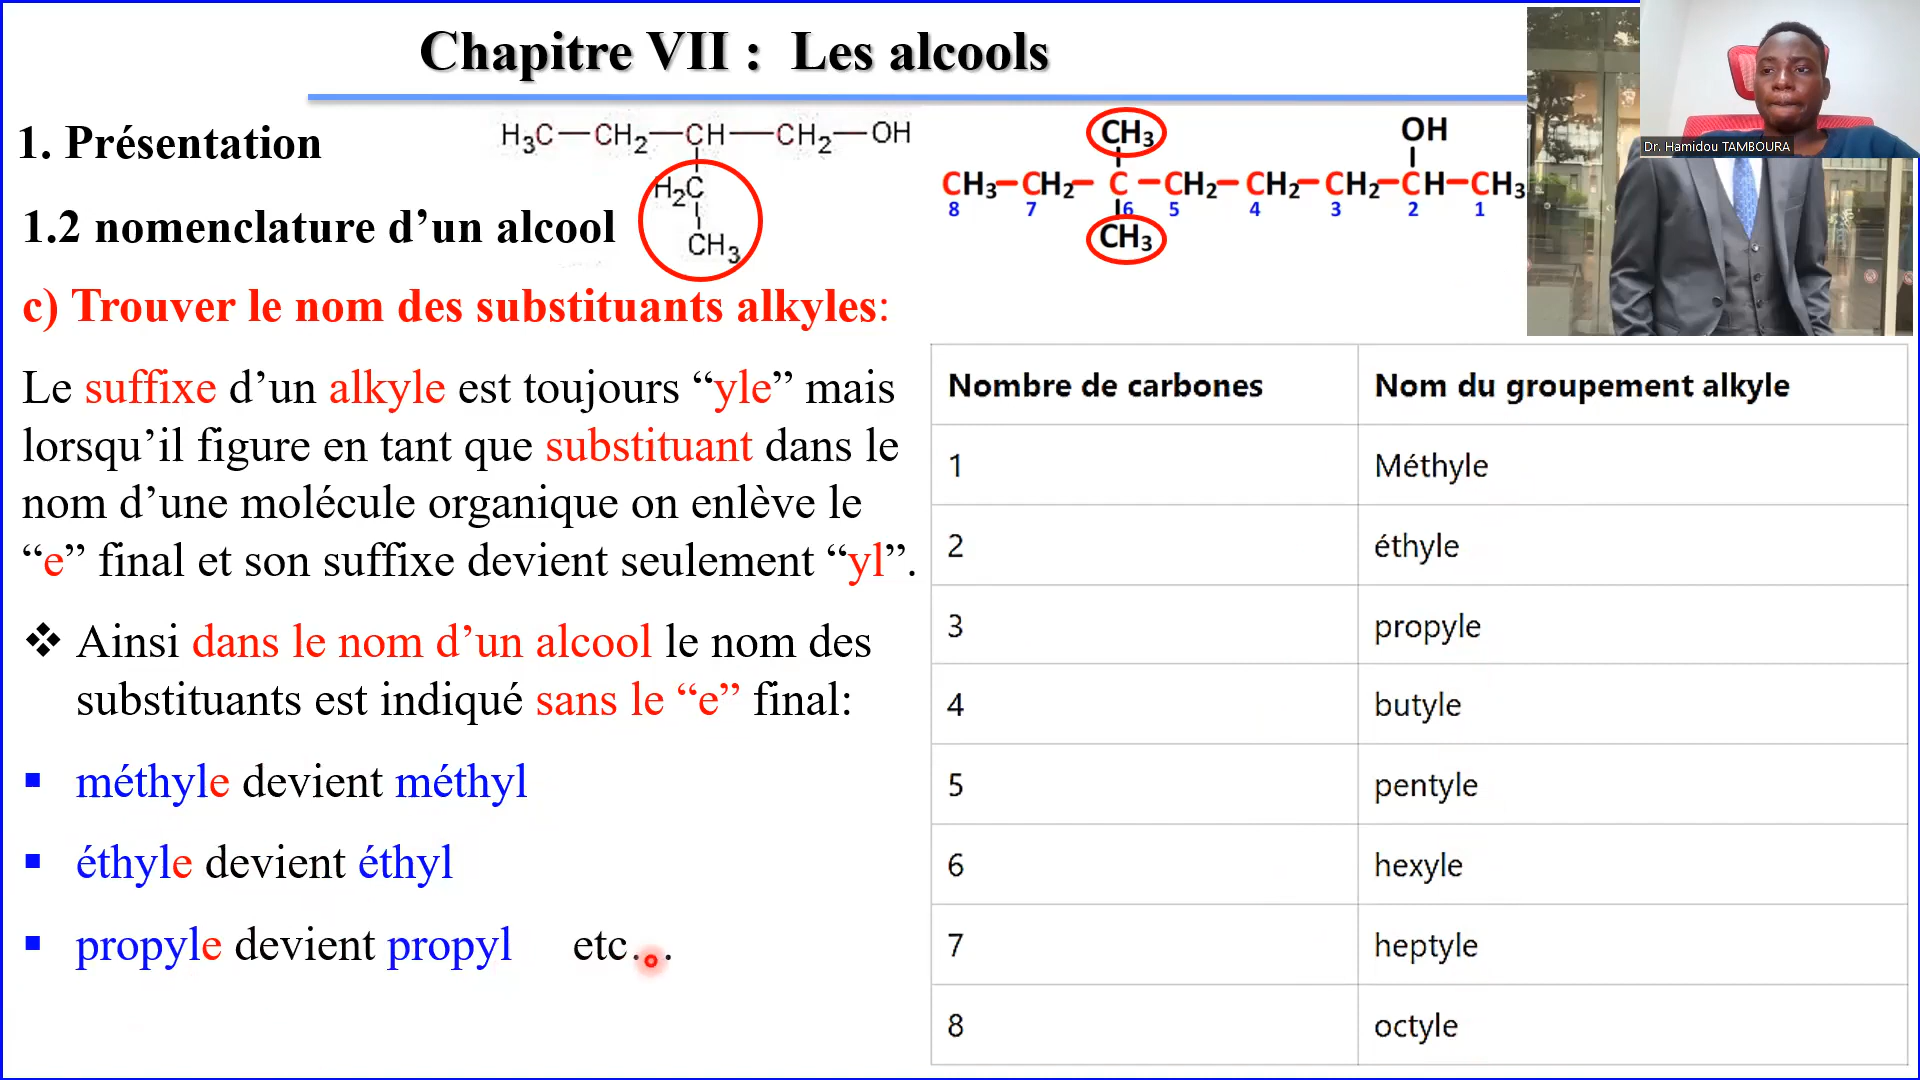 Chapitre VII : Les alcools
1. Présentation
H₃C—CH₂—CH—CH₂—OH
H₂C
CH₃
CH₃
OH
CH₃–CH₂–C–CH₂–CH₂–CH₂–CH–CH₃
8 7 6 5 4 3 2 1
CH₃
Dr. Hamidou TAMBOURA
1.2 nomenclature d’un alcool
c) Trouver le nom des substituants alkyles:
Le suffixe d’un alkyle est toujours “yle” mais
lorsqu’il figure en tant que substituant dans le
nom d’une molécule organique on enlève le
“e” final et son suffixe devient seulement “yl”.
❖ Ainsi dans le nom d’un alcool le nom des
substituants est indiqué sans le “e” final:
▪ méthyle devient méthyl
▪ éthyle devient éthyl
▪ propyle devient propyl etc…
Nombre de carbones Nom du groupement alkyle
1 Méthyle
2 éthyle
3 propyle
4 butyle
5 pentyle
6 hexyle
7 heptyle
8 octyle